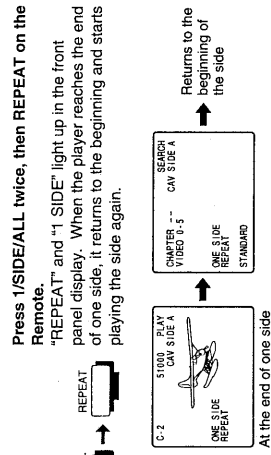 Press 1/SIDE/ALL twice, then REPEAT on the
Remote.
"REPEAT" and "1 SIDE" light up in the front
panel display. When the player reaches the end
of one side, it returns to the beginning and starts
playing the side again.
REPEAT
C-2 51000 PLAY
CAV SIDE A
ONE SIDE
REPEAT
At the end of one side
CHAPTER -- SEARCH
VIDEO 0-5 CAV SIDE A
ONE SIDE
REPEAT
STANDARD
Returns to the
beginning of
the side